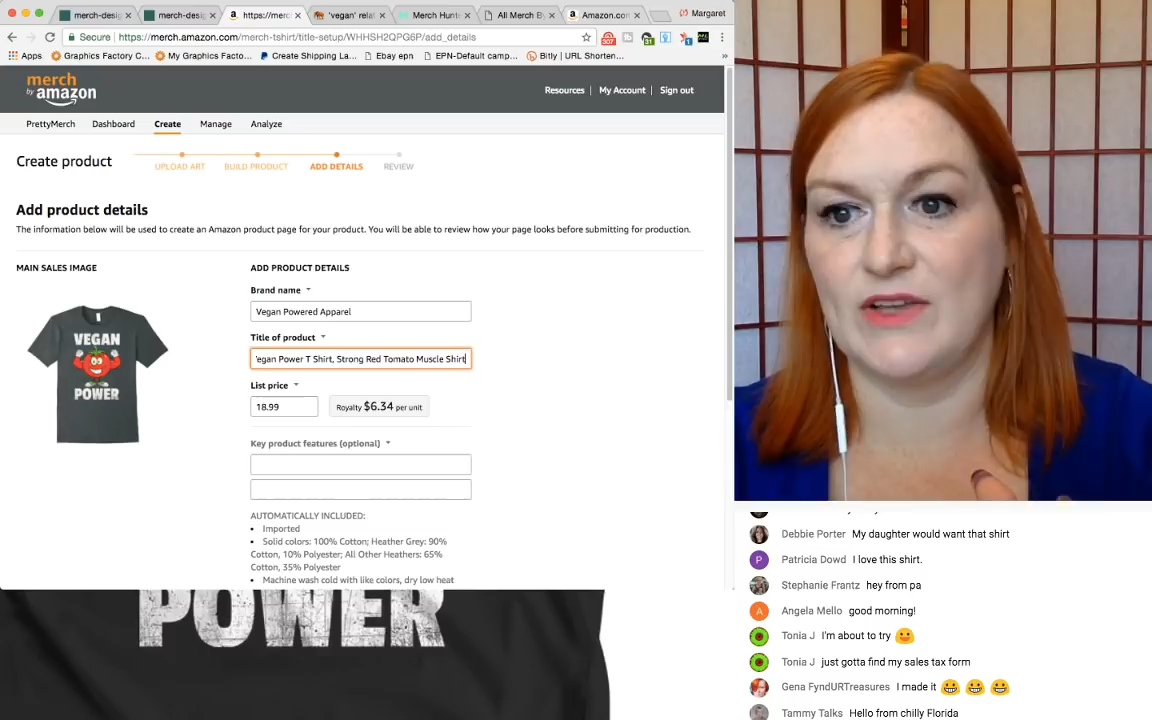 merch-desig
merch-desig
https://merc
'vegan' relat
Merch Hunt
All Merch By
Amazon.com
Margaret
Secure
https://merch.amazon.com/merch-tshirt/title-setup/WHHSH2QPG6P/add_details
307
31
Apps
Graphics Factory C...
My Graphics Facto...
Create Shipping La...
Ebay epn
EPN-Default camp...
Bitly | URL Shorten...
»
merch
by amazon
Resources | My Account | Sign out
PrettyMerch
Dashboard
Create
Manage
Analyze
Create product
UPLOAD ART
BUILD PRODUCT
ADD DETAILS
REVIEW
Add product details
The information below will be used to create an Amazon product page for your product. You will be able to review how your page looks before submitting for production.
MAIN SALES IMAGE
VEGAN
POWER
ADD PRODUCT DETAILS
Brand name
Vegan Powered Apparel
Title of product
'egan Power T Shirt, Strong Red Tomato Muscle Shirt
List price
18.99
Royalty $6.34 per unit
Key product features (optional)
AUTOMATICALLY INCLUDED:
• Imported
• Solid colors: 100% Cotton; Heather Grey: 90%
Cotton, 10% Polyester; All Other Heathers: 65%
Cotton, 35% Polyester
• Machine wash cold with like colors, dry low heat
POWER
Debbie Porter My daughter would want that shirt
P
Patricia Dowd I love this shirt.
Stephanie Frantz hey from pa
A
Angela Mello good morning!
Tonia J I'm about to try 😀
Tonia J just gotta find my sales tax form
Gena FyndURTreasures I made it 😁 😁 😁
Tammy Talks Hello from chilly Florida